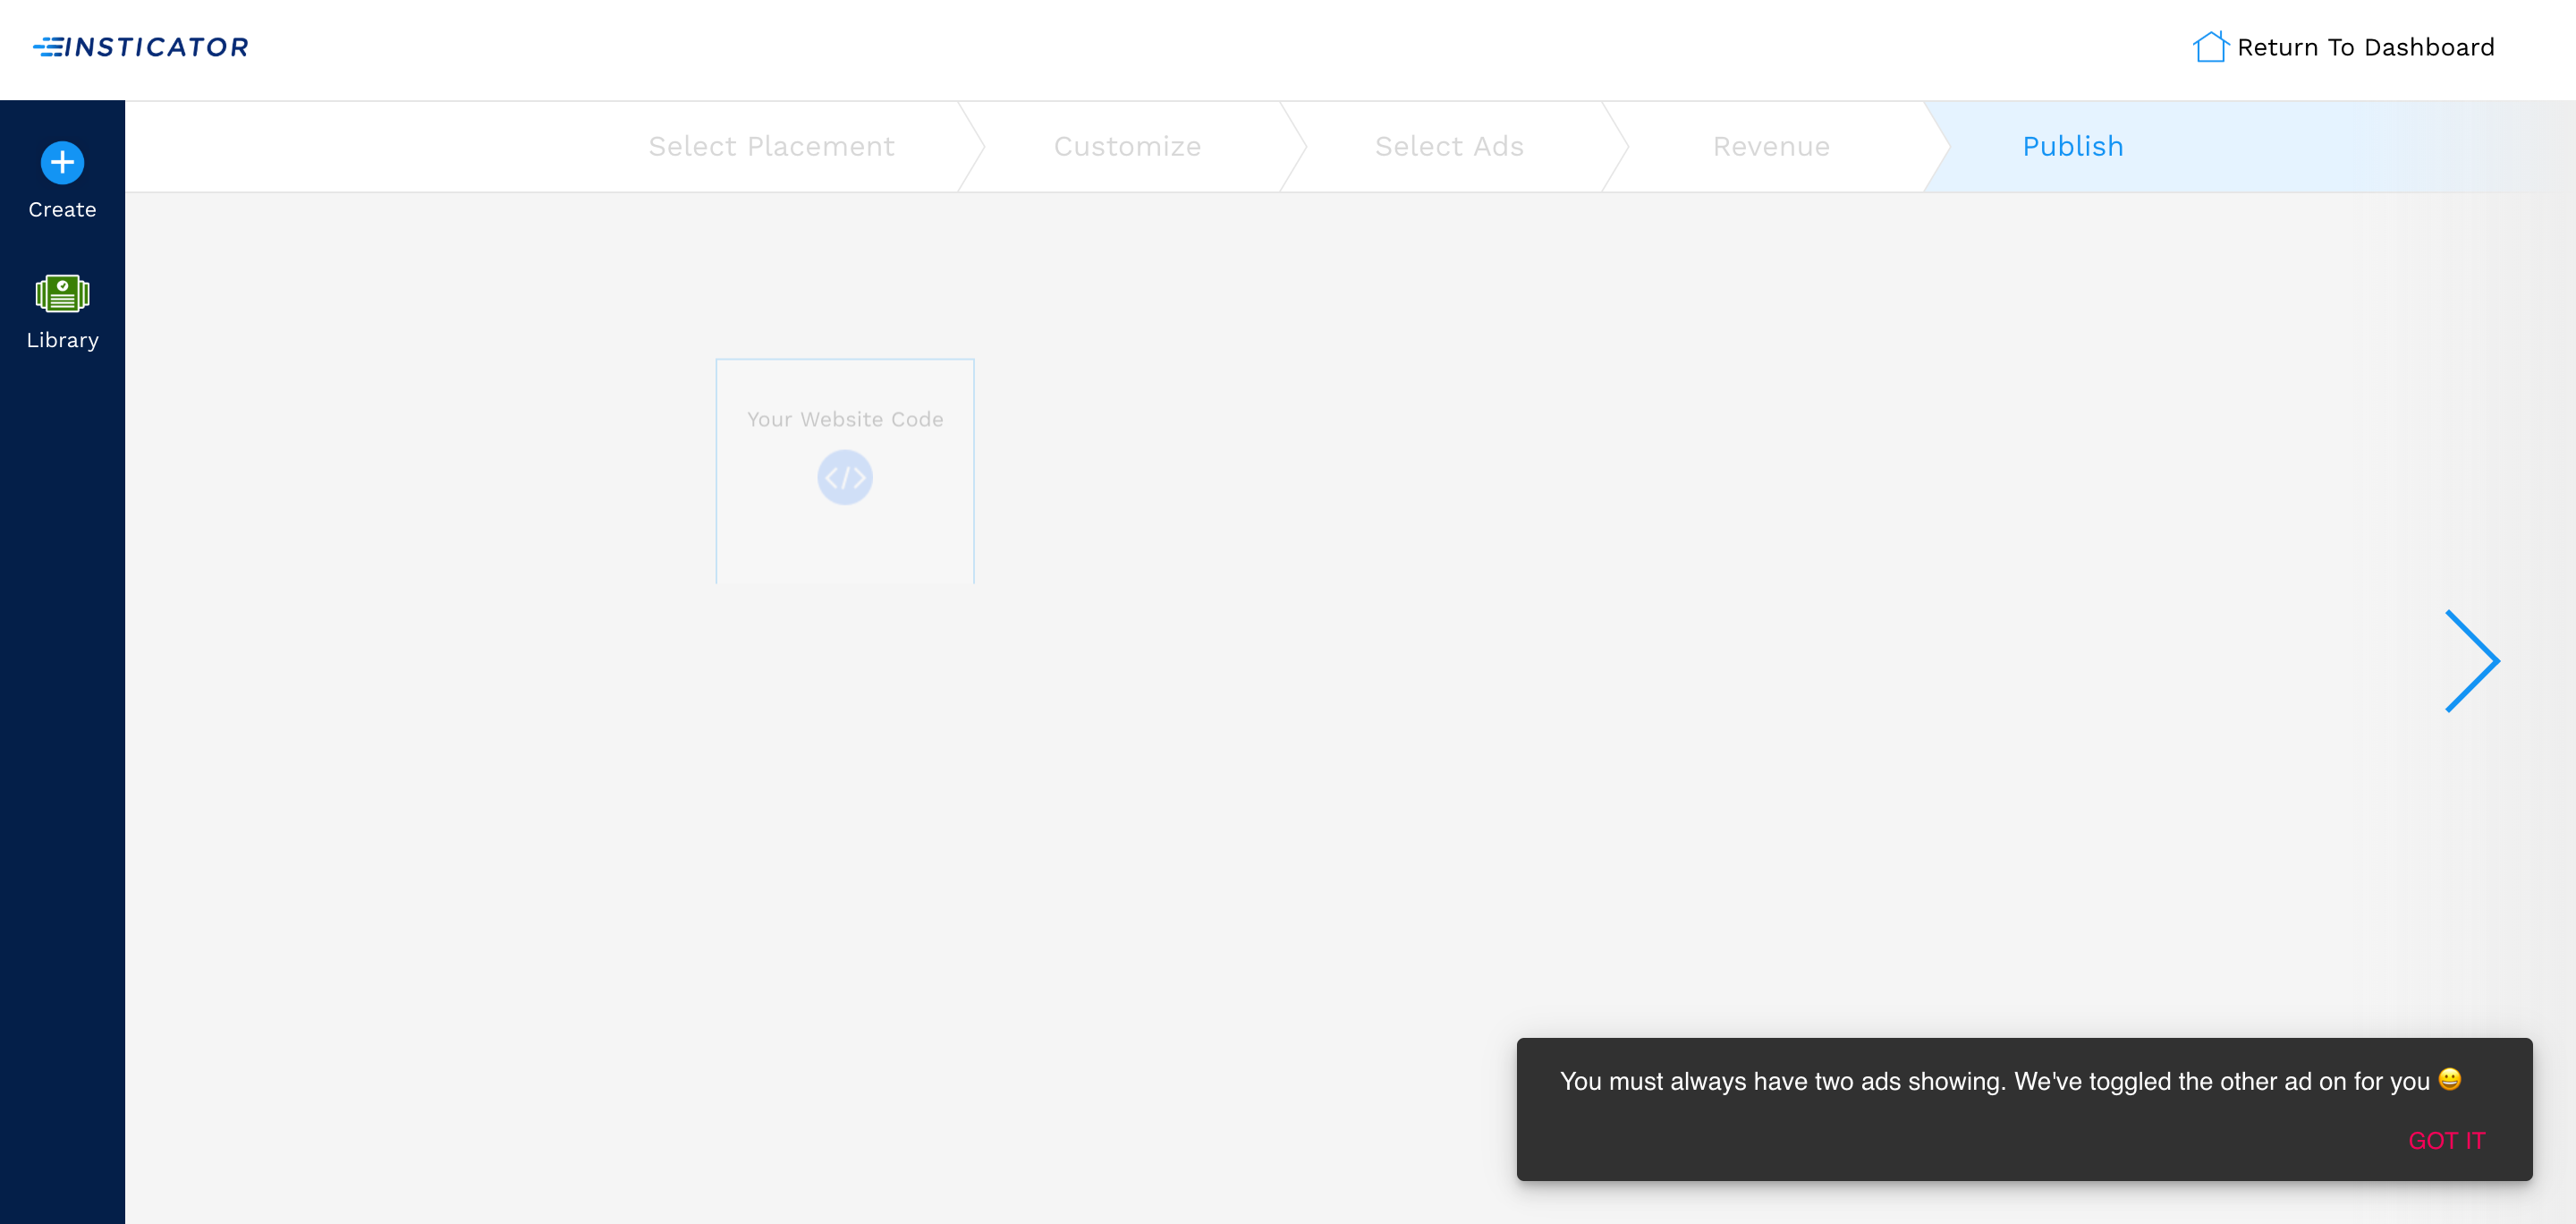 INSTICATOR
Return To Dashboard
Select Placement
Customize
Select Ads
Revenue
Publish
Create
Library
Your Website Code
</>
You must always have two ads showing. We've toggled the other ad on for you 😀
GOT IT